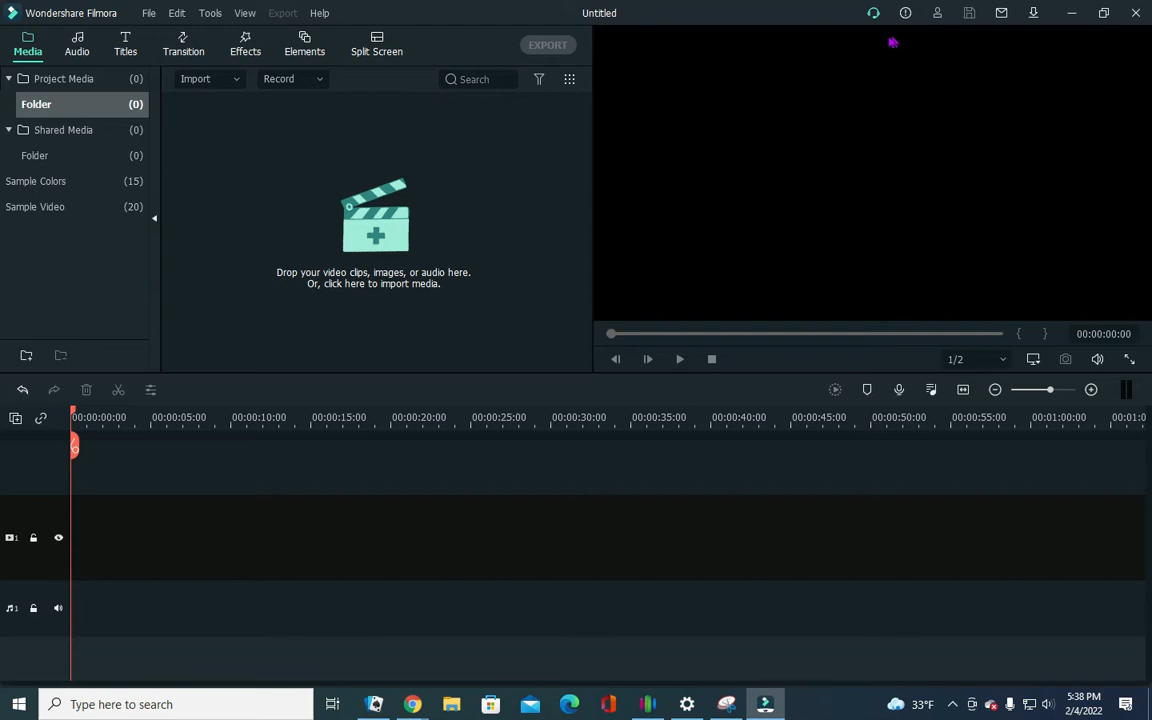 Wondershare Filmora File Edit Tools View Export Help Untitled
Media Audio Titles Transition Effects Elements Split Screen EXPORT
Project Media (0) Import Record Search
Folder (0)
Shared Media (0)
Folder (0)
Sample Colors (15)
Sample Video (20)
Drop your video clips, images, or audio here.
Or, click here to import media.
00:00:00:00
1/2
00:00:00:00 00:00:05:00 00:00:10:00 00:00:15:00 00:00:20:00 00:00:25:00 00:00:30:00 00:00:35:00 00:00:40:00 00:00:45:00 00:00:50:00 00:00:55:00 00:01:00:00 00:01:0
1
1
Type here to search 33°F 5:38 PM
2/4/2022